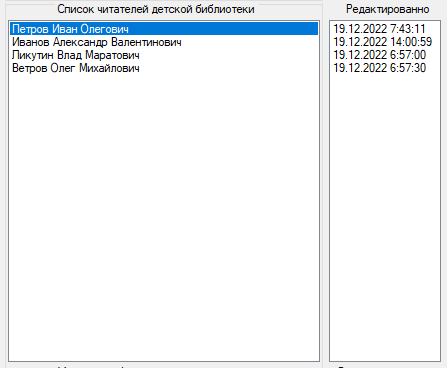 Список читателей детской библиотеки
Редактированно
Петров Иван Олегович
19.12.2022 7:43:11
Иванов Александр Валентинович
19.12.2022 14:00:59
Ликутин Влад Маратович
19.12.2022 6:57:00
Ветров Олег Михайлович
19.12.2022 6:57:30